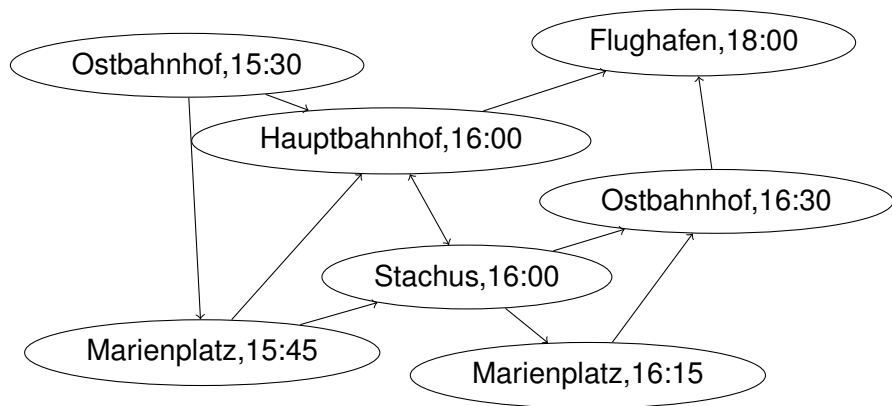 Flughafen,18:00
Ostbahnhof,15:30
Hauptbahnhof,16:00
Ostbahnhof,16:30
Stachus,16:00
Marienplatz,15:45
Marienplatz,16:15